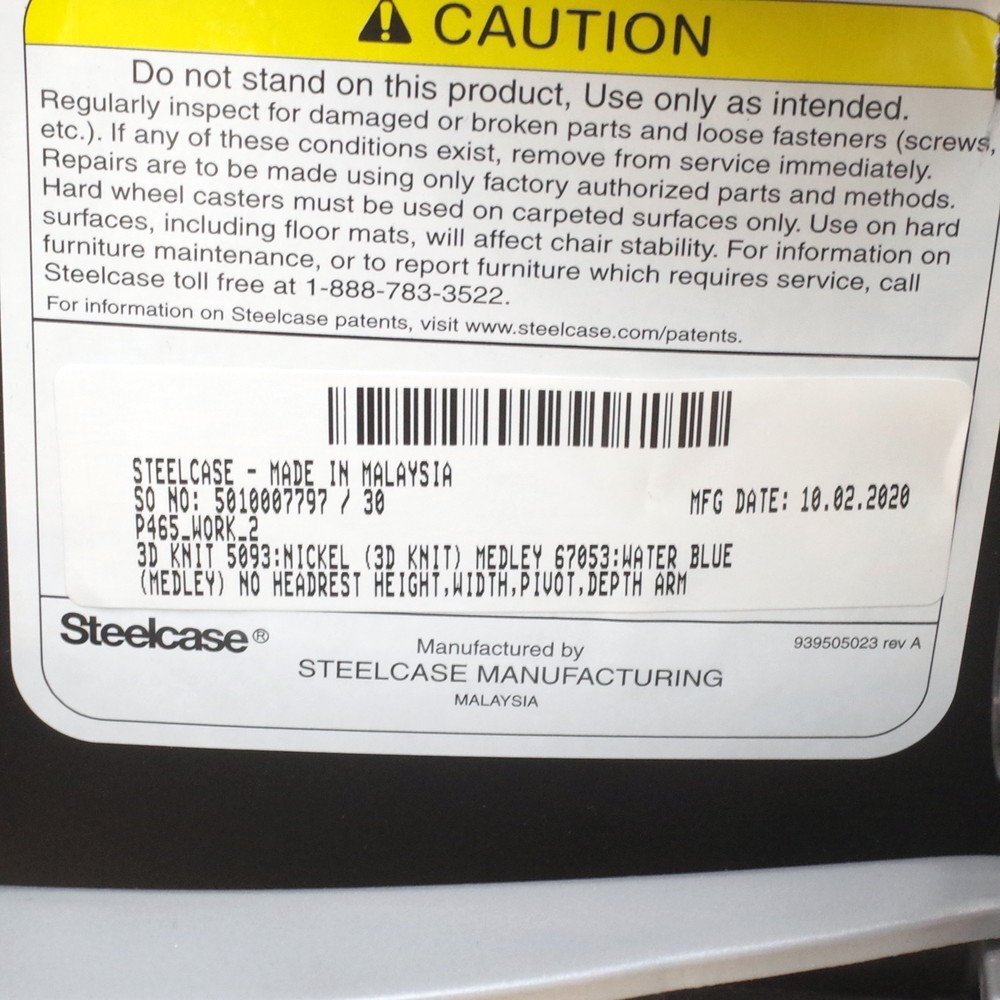 CAUTION
Do not stand on this product, Use only as intended.
Regularly inspect for damaged or broken parts and loose fasteners (screws,
etc.). If any of these conditions exist, remove from service immediately.
Repairs are to be made using only factory authorized parts and methods.
Hard wheel casters must be used on carpeted surfaces only. Use on hard
surfaces, including floor mats, will affect chair stability. For information on
furniture maintenance, or to report furniture which requires service, call
Steelcase toll free at 1-888-783-3522.
For information on Steelcase patents, visit www.steelcase.com/patents.
STEELCASE - MADE IN MALAYSIA
SO NO: 5010007797 / 30 MFG DATE: 10.02.2020
P465_WORK_2
3D KNIT 5093:NICKEL (3D KNIT) MEDLEY 67053:WATER BLUE
(MEDLEY) NO HEADREST HEIGHT,WIDTH,PIVOT,DEPTH ARM
Steelcase®
Manufactured by
STEELCASE MANUFACTURING
MALAYSIA
939505023 rev A